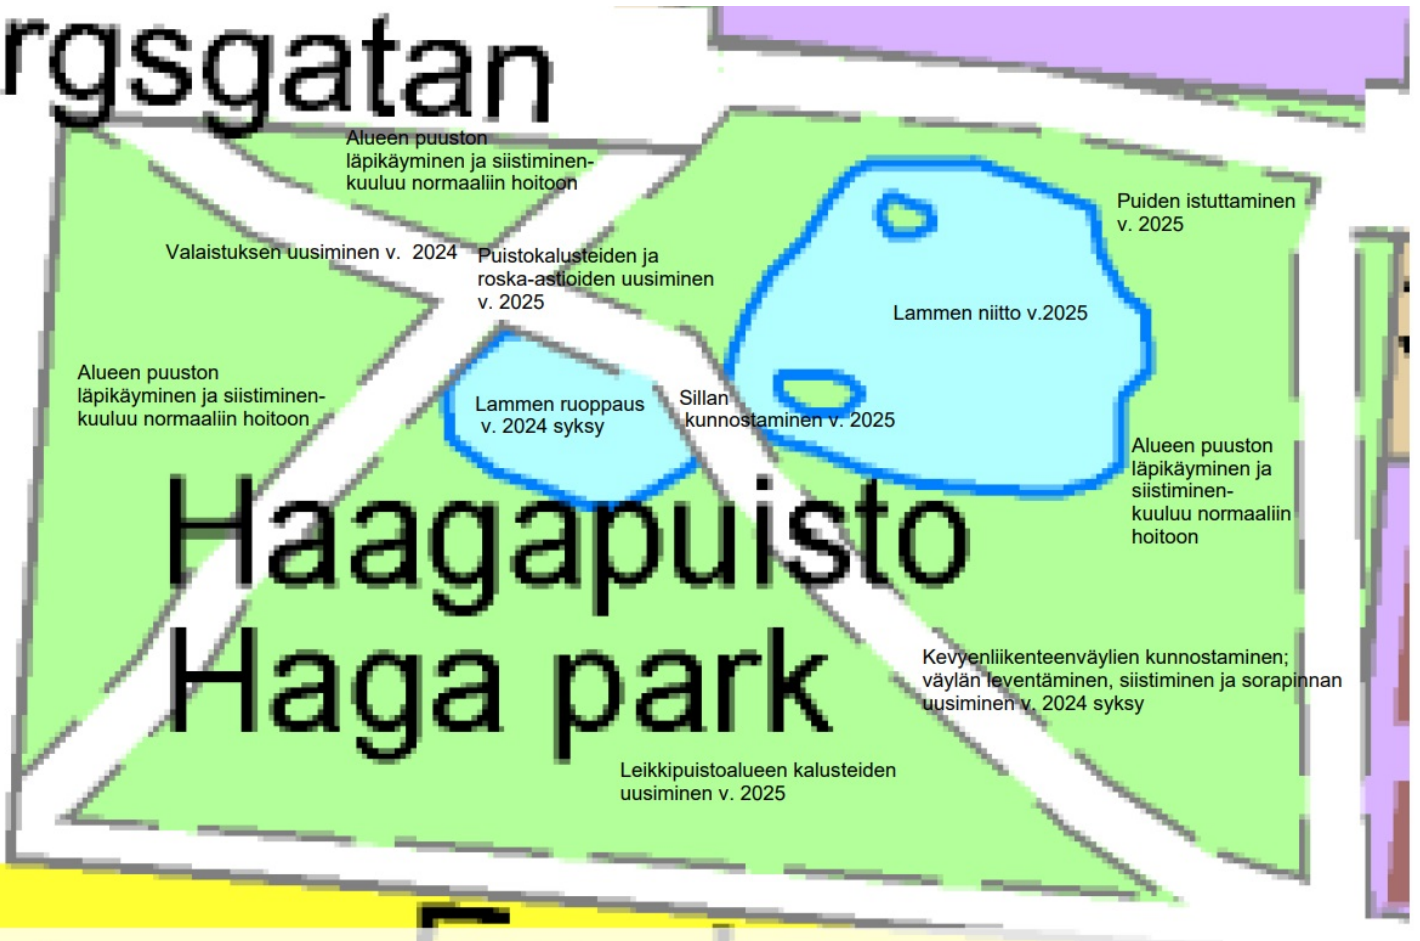 rgsgatan
Alueen puuston
läpikäyminen ja siistiminen-
kuuluu normaaliin hoitoon
Puiden istuttaminen
v. 2025
Valaistuksen uusiminen v. 2024
Puistokalusteiden ja
roska-astioiden uusiminen
v. 2025
Lammen niitto v.2025
Alueen puuston
läpikäyminen ja siistiminen-
kuuluu normaaliin hoitoon
Lammen ruoppaus
v. 2024 syksy
Sillan
kunnostaminen v. 2025
Alueen puuston
läpikäyminen ja
siistiminen-
kuuluu normaaliin
hoitoon
Haagapuisto
Haga park
Kevyenliikenteenväylien kunnostaminen;
väylän leventäminen, siistiminen ja sorapinnan
uusiminen v. 2024 syksy
Leikkipuistoalueen kalusteiden
uusiminen v. 2025